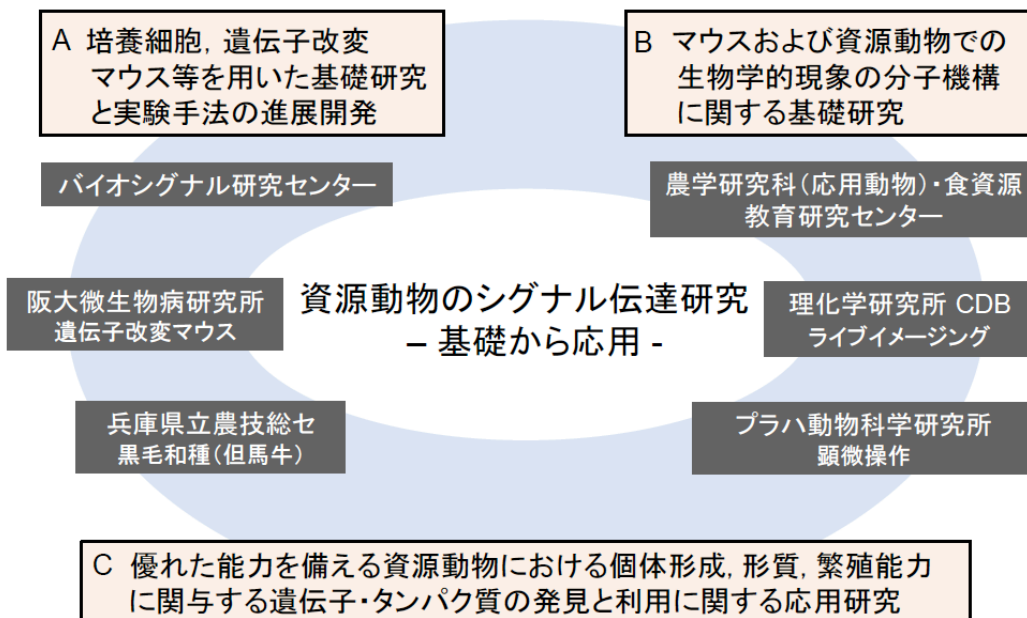 A 培養細胞, 遺伝子改変
マウス等を用いた基礎研究
と実験手法の進展開発
B マウスおよび資源動物での
生物学的現象の分子機構
に関する基礎研究
バイオシグナル研究センター
農学研究科(応用動物)・食資源
教育研究センター
阪大微生物病研究所
遺伝子改変マウス
資源動物のシグナル伝達研究
– 基礎から応用 -
理化学研究所 CDB
ライブイメージング
兵庫県立農技総セ
黒毛和種(但馬牛)
プラハ動物科学研究所
顕微操作
C 優れた能力を備える資源動物における個体形成, 形質, 繁殖能力
に関与する遺伝子・タンパク質の発見と利用に関する応用研究